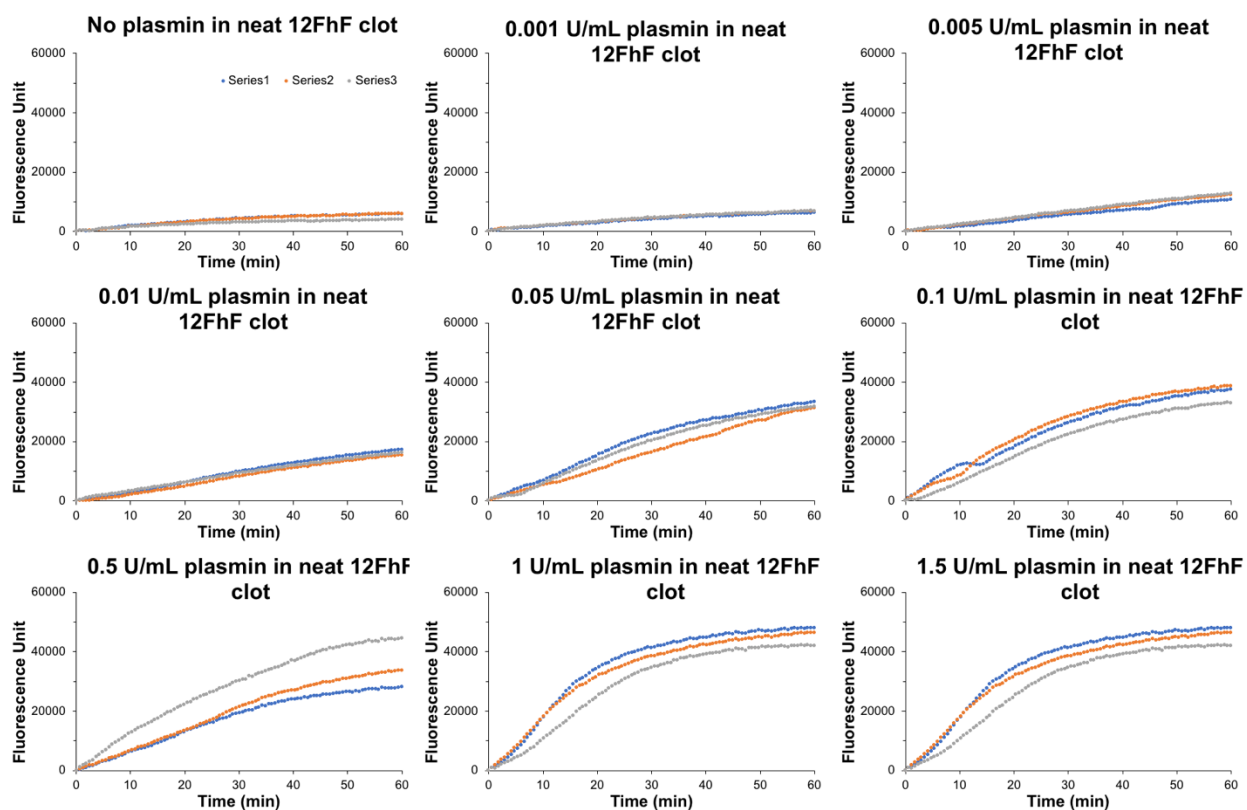 No plasmin in neat 12FhF clot
60000
40000
20000
0
Fluorescence Unit
Series1 Series2 Series3
0 10 20 30 40 50 60
Time (min)
0.001 U/mL plasmin in neat
12FhF clot
60000
40000
20000
0
Fluorescence Unit
0 10 20 30 40 50 60
Time (min)
0.005 U/mL plasmin in neat
12FhF clot
60000
40000
20000
0
Fluorescence Unit
0 10 20 30 40 50 60
Time (min)
0.01 U/mL plasmin in neat
12FhF clot
60000
40000
20000
0
Fluorescence Unit
0 10 20 30 40 50 60
Time (min)
0.05 U/mL plasmin in neat
12FhF clot
60000
40000
20000
0
Fluorescence Unit
0 10 20 30 40 50 60
Time (min)
0.1 U/mL plasmin in neat 12FhF
clot
60000
40000
20000
0
Fluorescence Unit
0 10 20 30 40 50 60
Time (min)
0.5 U/mL plasmin in neat 12FhF
clot
60000
40000
20000
0
Fluorescence Unit
0 10 20 30 40 50 60
Time (min)
1 U/mL plasmin in neat 12FhF
clot
60000
40000
20000
0
Fluorescence Unit
0 10 20 30 40 50 60
Time (min)
1.5 U/mL plasmin in neat 12FhF
clot
60000
40000
20000
0
Fluorescence Unit
0 10 20 30 40 50 60
Time (min)